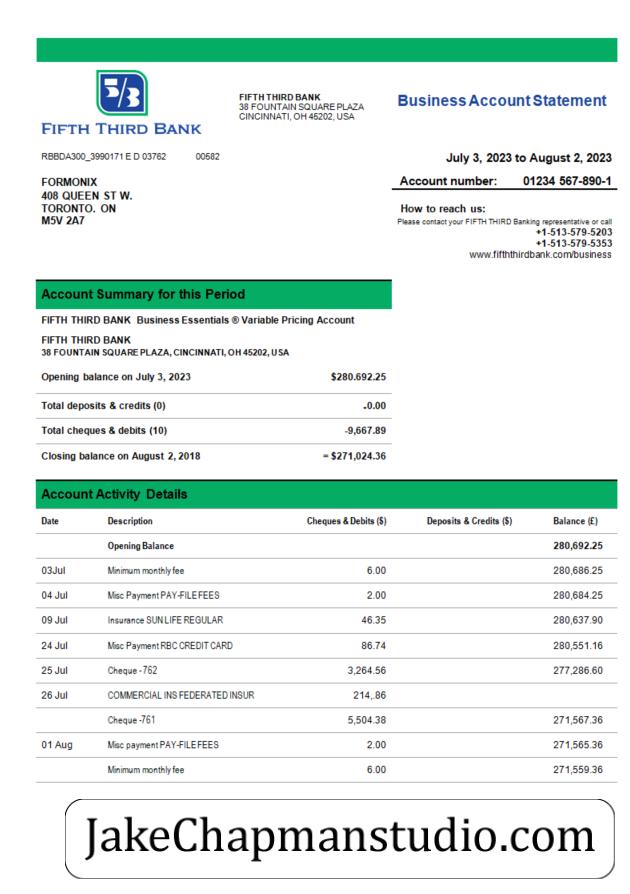 5/3
FIFTH THIRD BANK
FIFTH THIRD BANK
38 FOUNTAIN SQUARE PLAZA
CINCINNATI, OH 45202, USA
Business Account Statement
RBBDA300_3990171 E D 03762 00582
July 3, 2023 to August 2, 2023
Account number: 01234 567-890-1
FORMONIX
408 QUEEN ST W.
TORONTO. ON
M5V 2A7
How to reach us:
Please contact your FIFTH THIRD Banking representative or call
+1-513-579-5203
+1-513-579-5353
www.fifththirdbank.com/business
Account Summary for this Period
FIFTH THIRD BANK Business Essentials ® Variable Pricing Account
FIFTH THIRD BANK
38 FOUNTAIN SQUARE PLAZA, CINCINNATI, OH 45202, USA
Opening balance on July 3, 2023 $280.692.25
Total deposits & credits (0) .0.00
Total cheques & debits (10) -9,667.89
Closing balance on August 2, 2018 = $271,024.36
Account Activity Details
Date Description Cheques & Debits ($) Deposits & Credits ($) Balance (£)
Opening Balance 280,692.25
03Jul Minimum monthly fee 6.00 280,686.25
04 Jul Misc Payment PAY-FILE FEES 2.00 280,684.25
09 Jul Insurance SUN LIFE REGULAR 46.35 280,637.90
24 Jul Misc Payment RBC CREDIT CARD 86.74 280,551.16
25 Jul Cheque -762 3,264.56 277,286.60
26 Jul COMMERCIAL INS FEDERATED INSUR 214,.86
Cheque -761 5,504.38 271,567.36
01 Aug Misc payment PAY-FILE FEES 2.00 271,565.36
Minimum monthly fee 6.00 271,559.36
JakeChapmanstudio.com